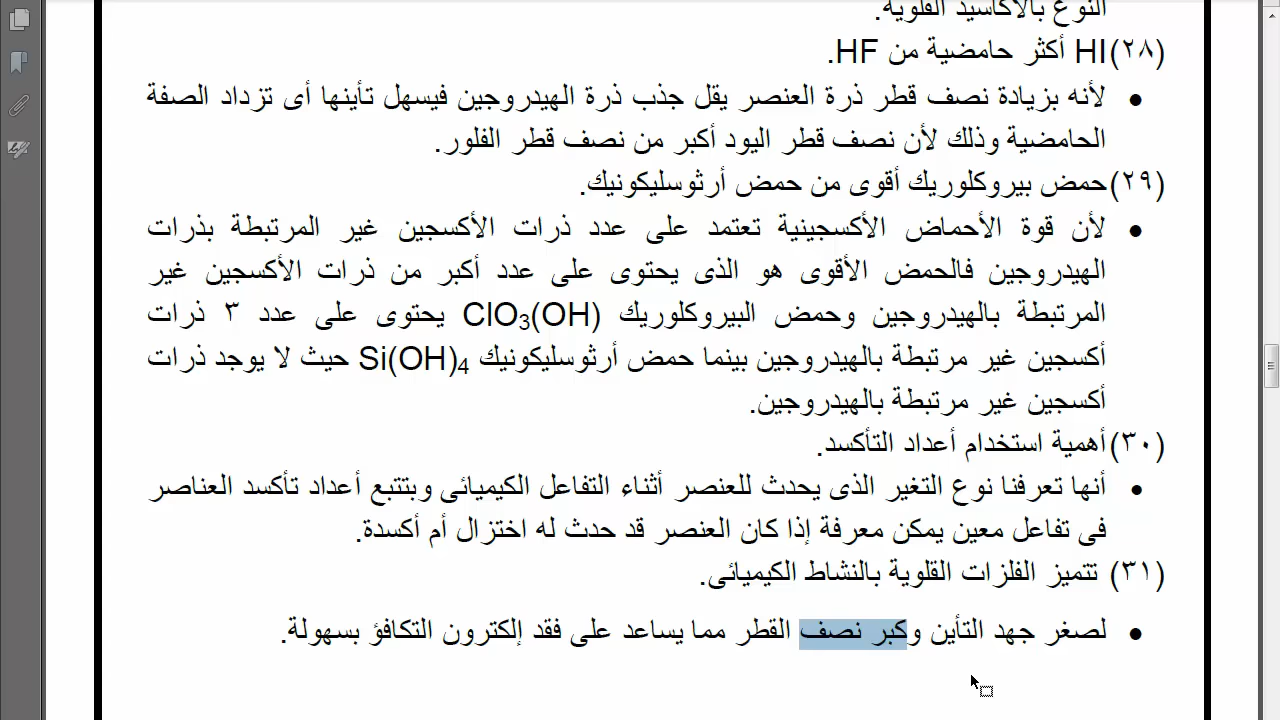 النوع بالأكاسيد القلوية.
(٢٨) HI أكثر حامضية من HF.
• لأنه بزيادة نصف قطر ذرة العنصر يقل جذب ذرة الهيدروجين فيسهل تأينها أى تزداد الصفة
الحامضية وذلك لأن نصف قطر اليود أكبر من نصف قطر الفلور.
(٢٩) حمض بيروكلوريك أقوى من حمض أرثوسليكونيك.
• لأن قوة الأحماض الأكسجينية تعتمد على عدد ذرات الأكسجين غير المرتبطة بذرات
الهيدروجين فالحمض الأقوى هو الذى يحتوى على عدد أكبر من ذرات الأكسجين غير
المرتبطة بالهيدروجين وحمض البيروكلوريك ClO3(OH) يحتوى على عدد ٣ ذرات
أكسجين غير مرتبطة بالهيدروجين بينما حمض أرثوسليكونيك Si(OH)4 حيث لا يوجد ذرات
أكسجين غير مرتبطة بالهيدروجين.
(٣٠) أهمية استخدام أعداد التأكسد.
• أنها تعرفنا نوع التغير الذى يحدث للعنصر أثناء التفاعل الكيميائى وبتتبع أعداد تأكسد العناصر
فى تفاعل معين يمكن معرفة إذا كان العنصر قد حدث له اختزال أم أكسدة.
(٣١) تتميز الفلزات القلوية بالنشاط الكيميائى.
• لصغر جهد التأين وكبر نصف القطر مما يساعد على فقد إلكترون التكافؤ بسهولة.